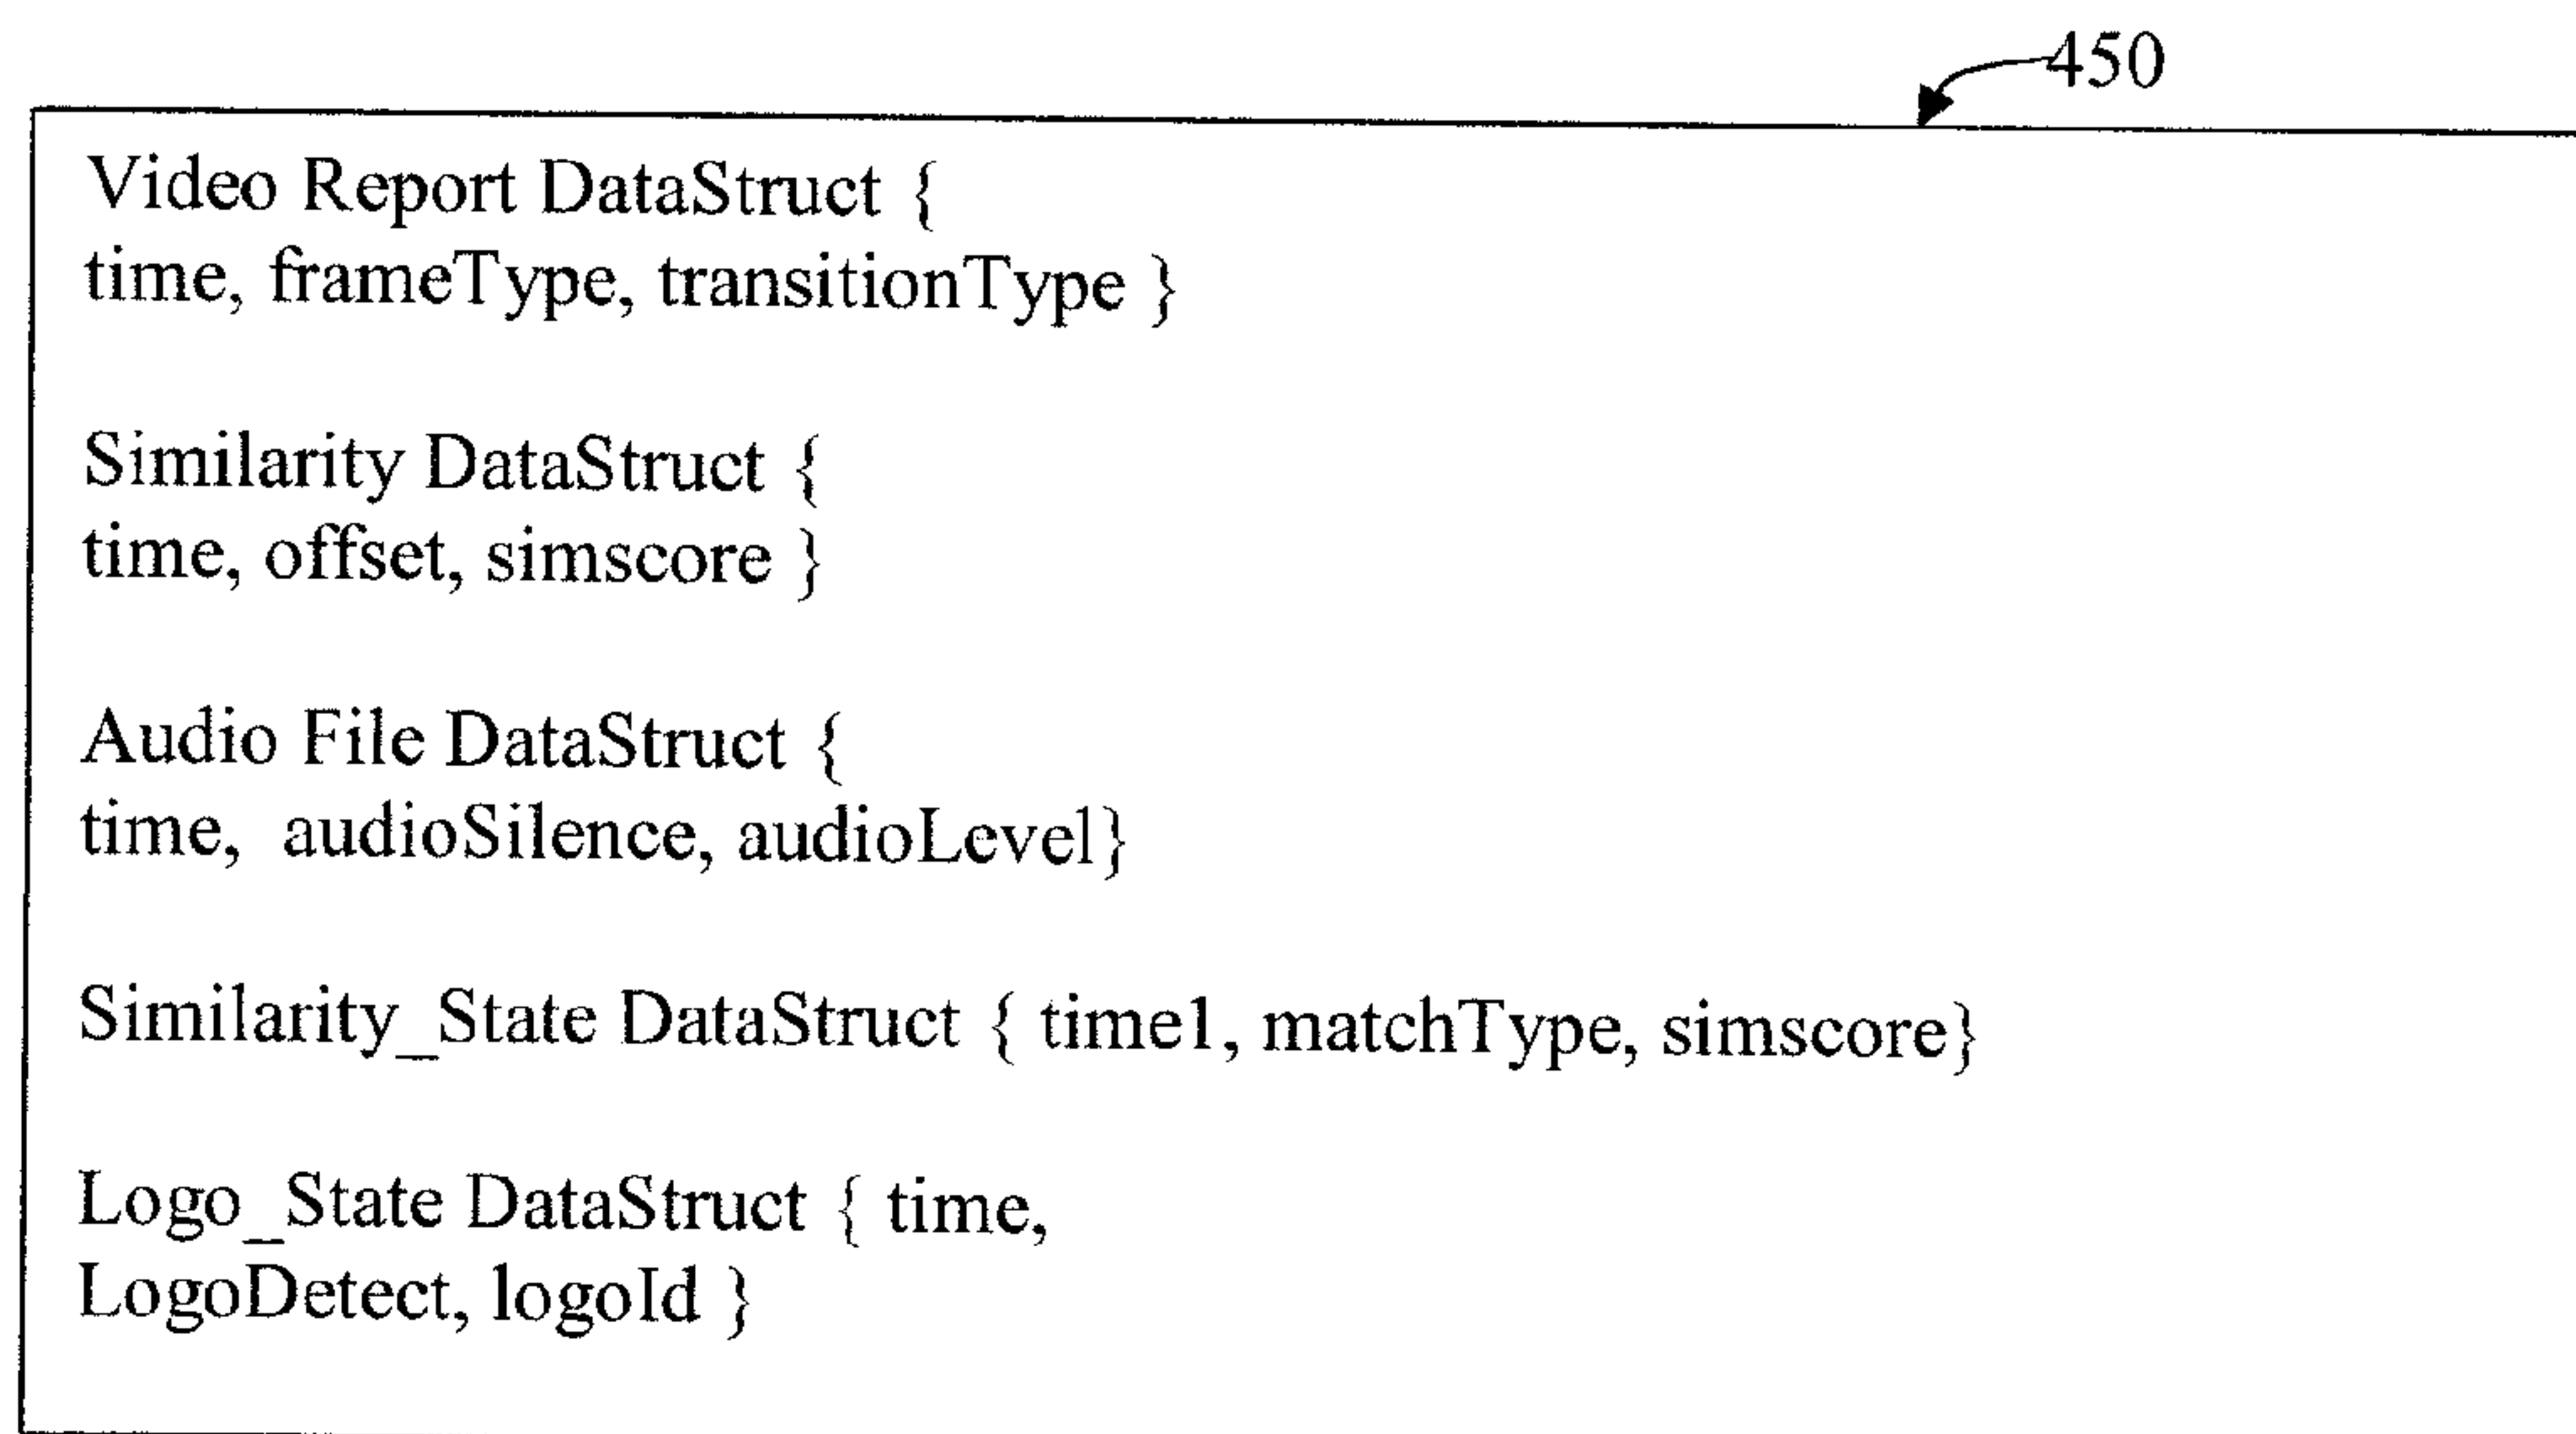 450
Video Report DataStruct {
time, frameType, transitionType }
Similarity DataStruct {
time, offset, simscore }
Audio File DataStruct {
time, audioSilence, audioLevel}
Similarity_State DataStruct { time1, matchType, simscore}
Logo_State DataStruct { time,
LogoDetect, logoId }